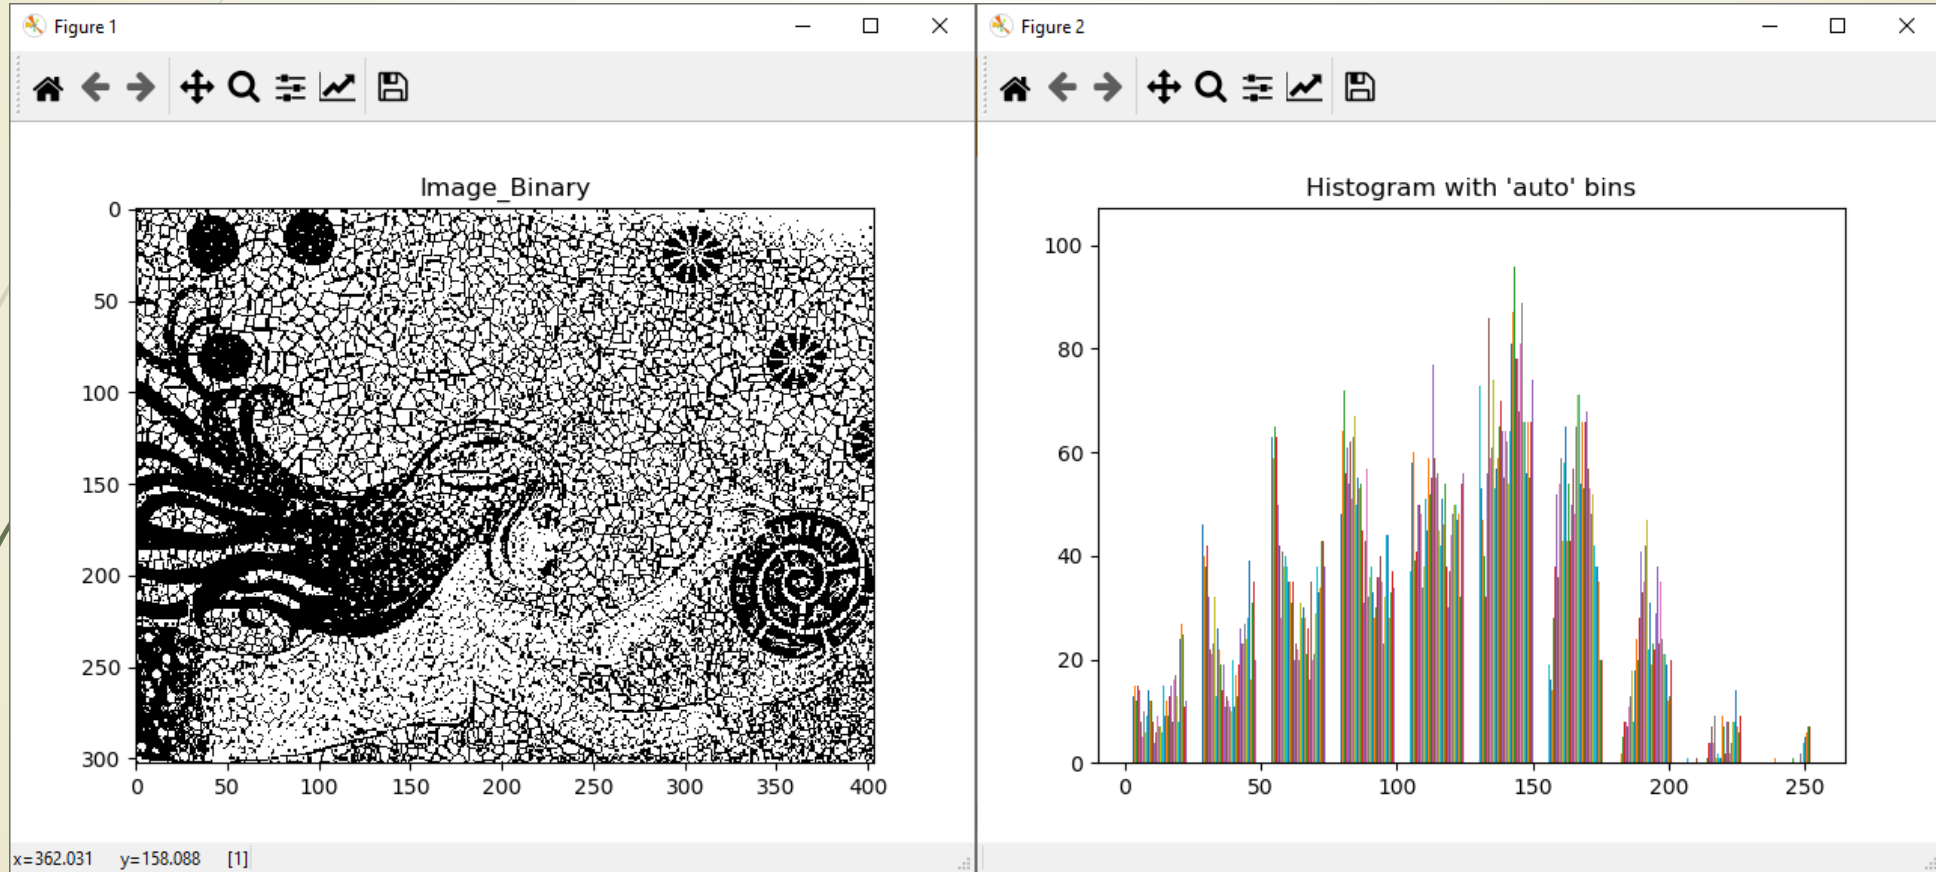 Figure 1
Image_Binary
0
50
100
150
200
250
300
0 50 100 150 200 250 300 350 400
x=362.031 y=158.088 [1]
Figure 2
Histogram with 'auto' bins
100
80
60
40
20
0
0 50 100 150 200 250